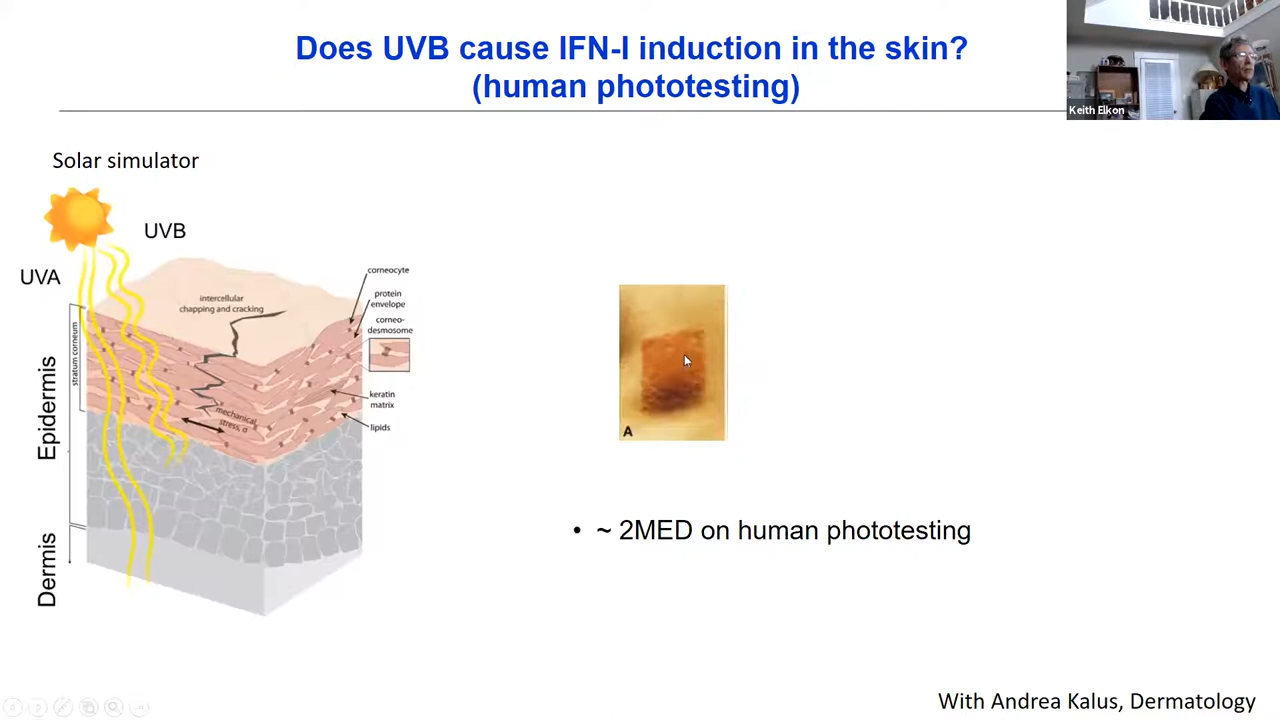 Does UVB cause IFN-I induction in the skin?
(human phototesting)
Keith Elkon
Solar simulator
UVB
UVA
corneocyte
protein
envelope
corneo-
desmosome
intercellular
chapping and cracking
stratum corneum
keratin
matrix
mechanical
stress, σ
lipids
Epidermis
Dermis
A
• ~ 2MED on human phototesting
With Andrea Kalus, Dermatology